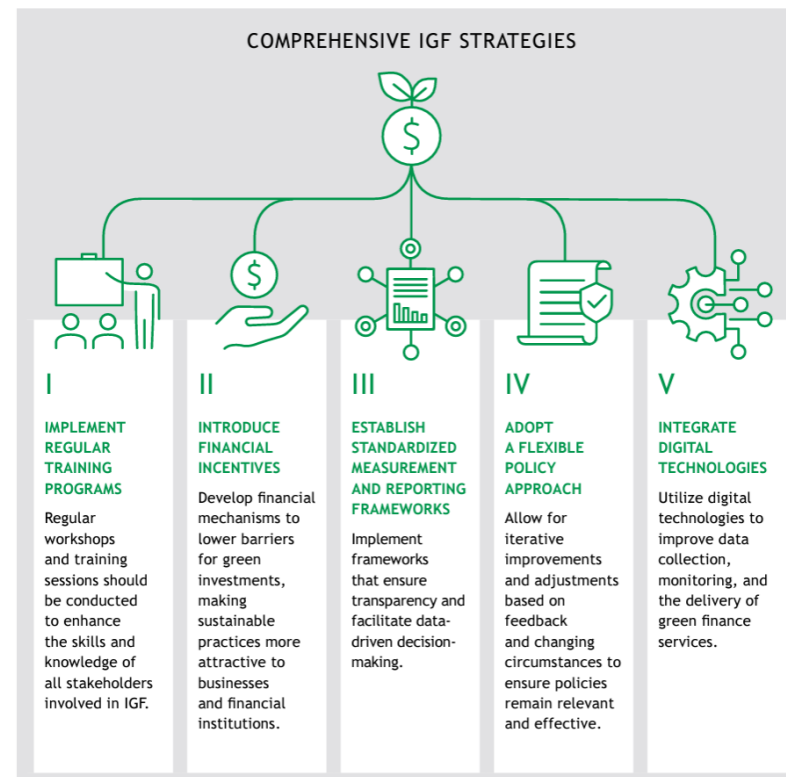 COMPREHENSIVE IGF STRATEGIES
$
$
I
IMPLEMENT
REGULAR
TRAINING
PROGRAMS
Regular
workshops
and training
sessions should
be conducted
to enhance
the skills and
knowledge of
all stakeholders
involved in IGF.
II
INTRODUCE
FINANCIAL
INCENTIVES
Develop financial
mechanisms to
lower barriers
for green
investments,
making
sustainable
practices more
attractive to
businesses
and financial
institutions.
III
ESTABLISH
STANDARDIZED
MEASUREMENT
AND REPORTING
FRAMEWORKS
Implement
frameworks
that ensure
transparency and
facilitate data-
driven decision-
making.
IV
ADOPT
A FLEXIBLE
POLICY
APPROACH
Allow for
iterative
improvements
and adjustments
based on
feedback
and changing
circumstances to
ensure policies
remain relevant
and effective.
V
INTEGRATE
DIGITAL
TECHNOLOGIES
Utilize digital
technologies to
improve data
collection,
monitoring, and
the delivery of
green finance
services.